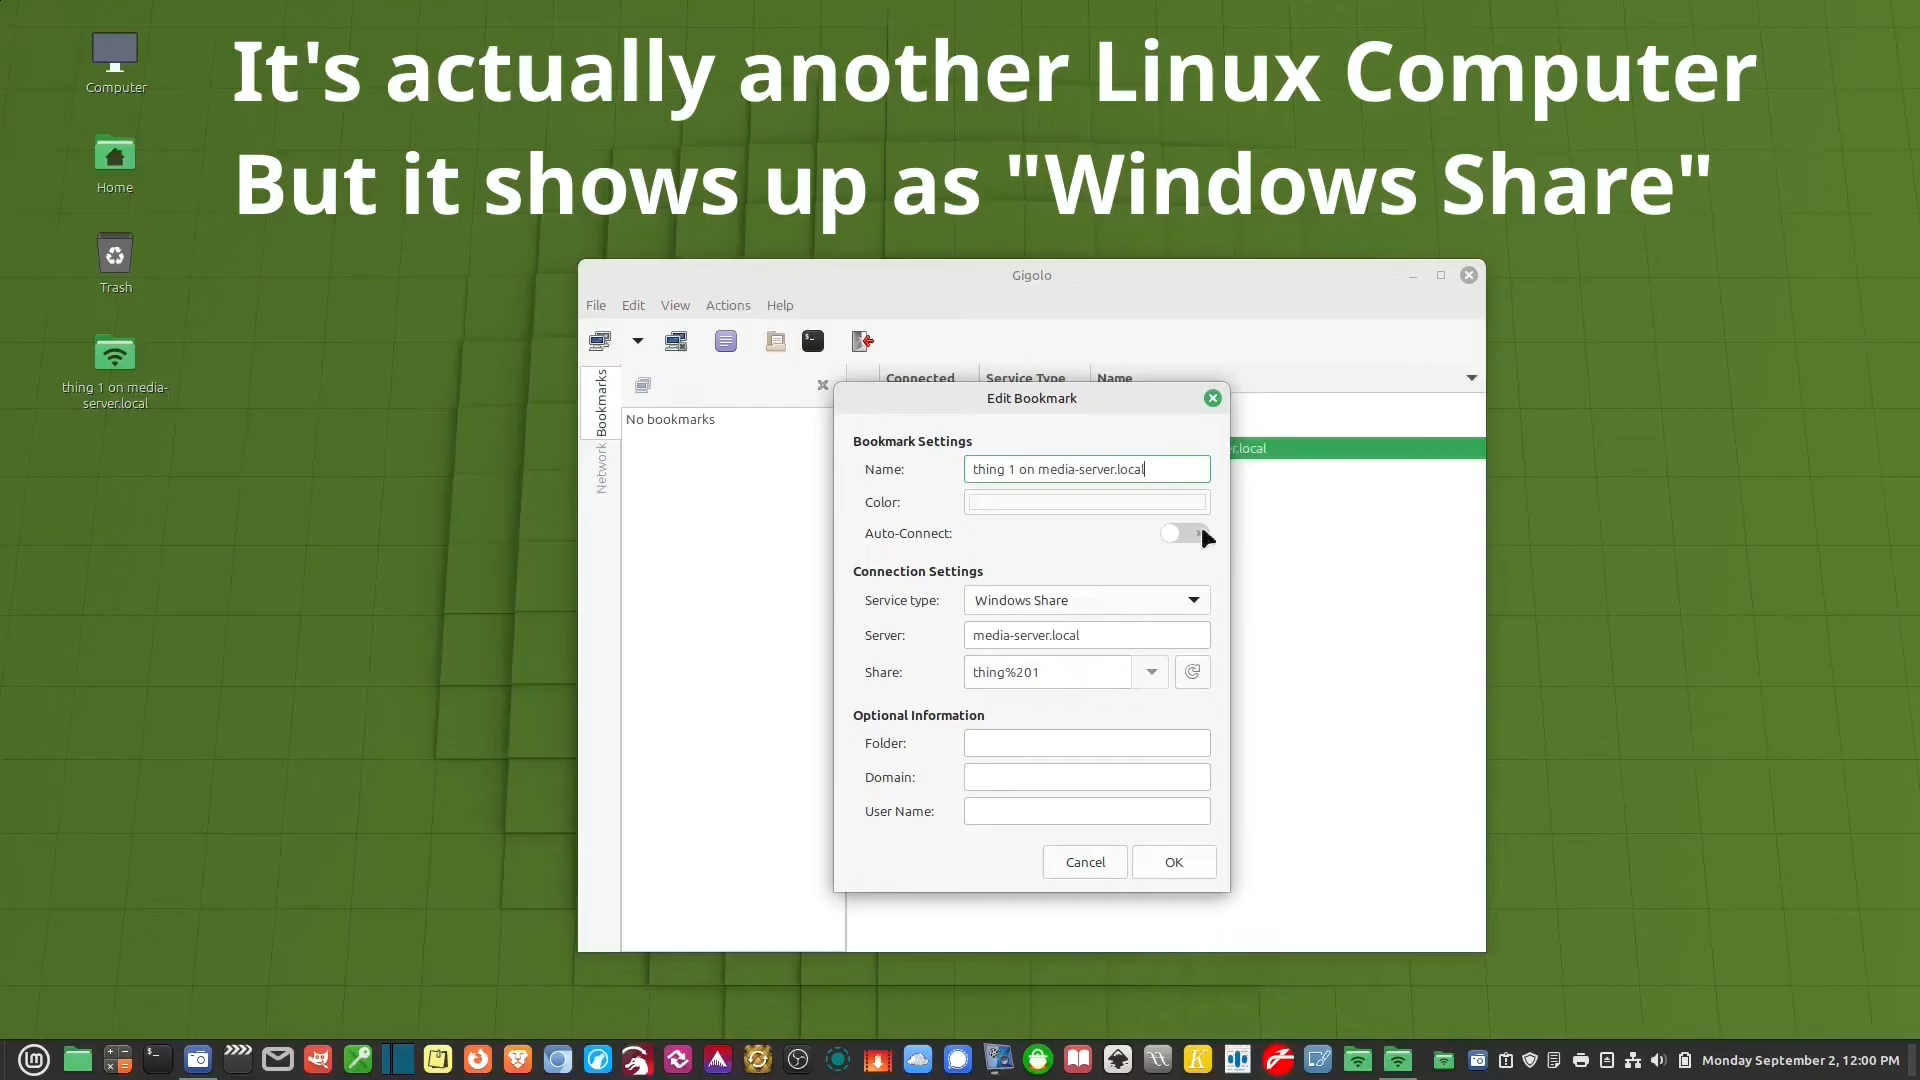 It's actually another Linux Computer
But it shows up as "Windows Share"
Computer
Home
Trash
thing 1 on media-
server.local
Gigolo
File Edit View Actions Help
Bookmarks
Network
No bookmarks
Connected Service Type Name
r.local
Edit Bookmark
Bookmark Settings
Name: thing 1 on media-server.local
Color:
Auto-Connect:
Connection Settings
Service type: Windows Share
Server: media-server.local
Share: thing%201
Optional Information
Folder:
Domain:
User Name:
Cancel OK
Monday September 2, 12:00 PM